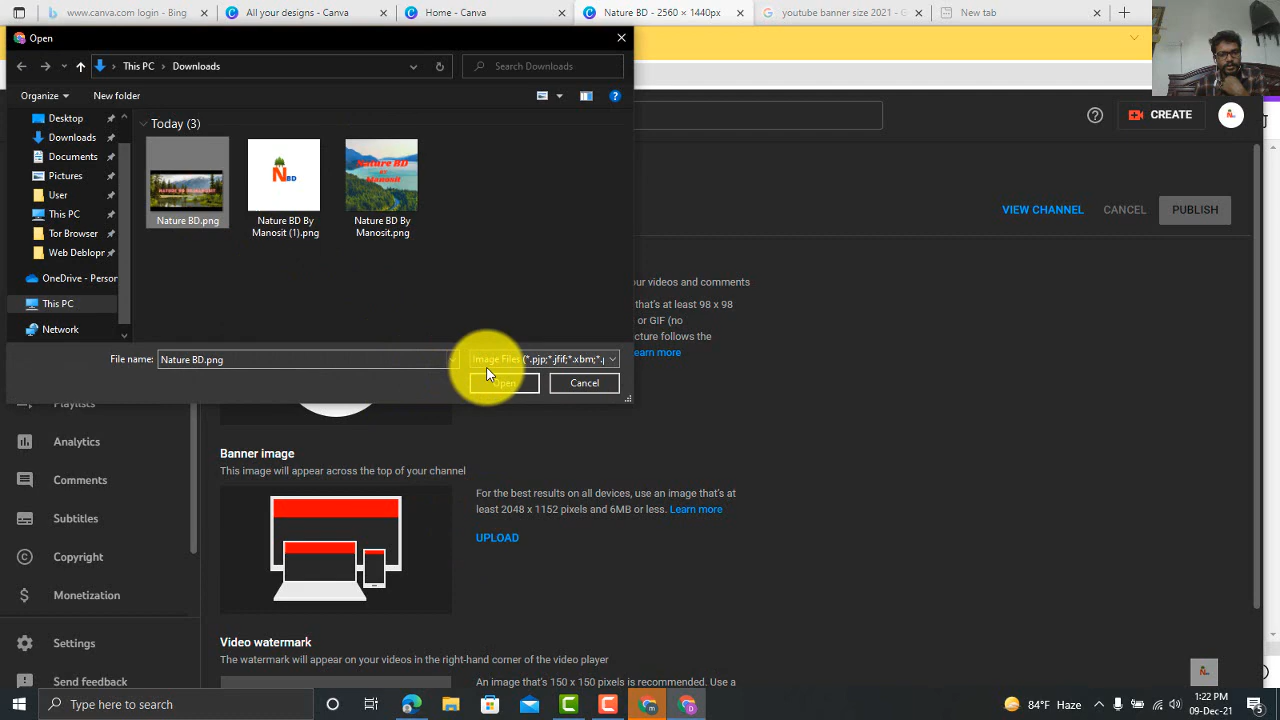 www.canva.com login - Bing
All your designs - Canva
Home - Canva
Nature BD - 2560 × 1440px
youtube banner size 2021 - G
New tab
Open
This PC > Downloads
Search Downloads
Organize
New folder
CREATE
Desktop
Downloads
Documents
Pictures
User
This PC
Tor Browser
Web Deblopr
OneDrive - Person
This PC
Network
Today (3)
Nature BD.png
NBD
Nature BD By
Manosit (1).png
Nature BD
BY
Manosit
Nature BD By
Manosit.png
VIEW CHANNEL
CANCEL
PUBLISH
ur videos and comments
that's at least 98 x 98
or GIF (no
cture follows the
earn more
File name:
Nature BD.png
Image Files (*.pjp;*.jfif;*.xbm;*.
Open
Cancel
Playlists
Analytics
Comments
Subtitles
Copyright
Monetization
Settings
Send feedback
Banner image
This image will appear across the top of your channel
For the best results on all devices, use an image that's at
least 2048 x 1152 pixels and 6MB or less. Learn more
UPLOAD
Video watermark
The watermark will appear on your videos in the right-hand corner of the video player
An image that's 150 x 150 pixels is recommended. Use a
Type here to search
84°F Haze
1:22 PM
09-Dec-21